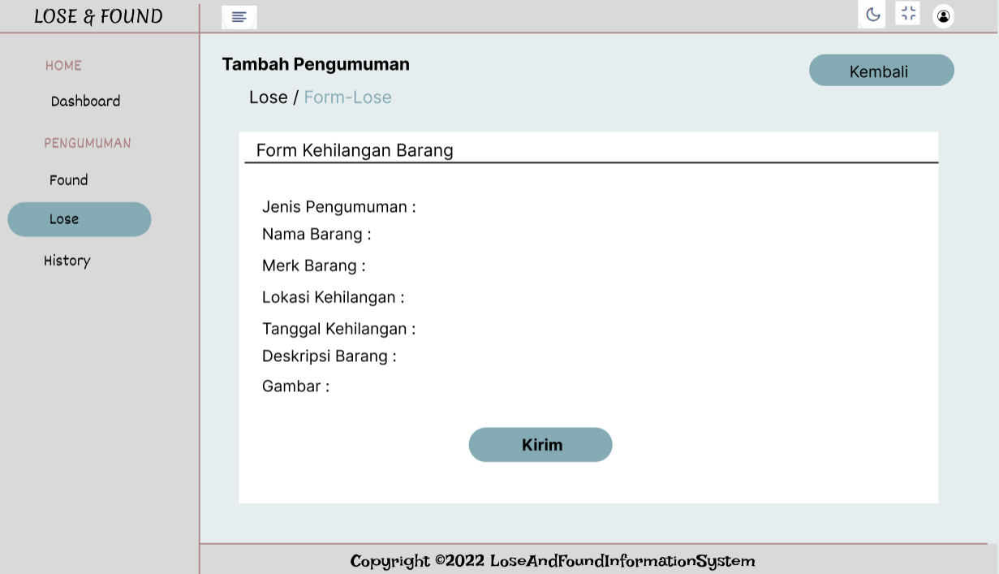 LOSE & FOUND
HOME
Dashboard
PENGUMUMAN
Found
Lose
History
Tambah Pengumuman
Kembali
Lose / Form-Lose
Form Kehilangan Barang
Jenis Pengumuman :
Nama Barang :
Merk Barang :
Lokasi Kehilangan :
Tanggal Kehilangan :
Deskripsi Barang :
Gambar :
Kirim
Copyright ©2022 LoseAndFoundInformationSystem